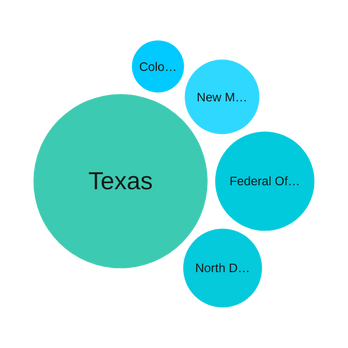 Colo…
New M…
Texas
Federal Of…
North D…